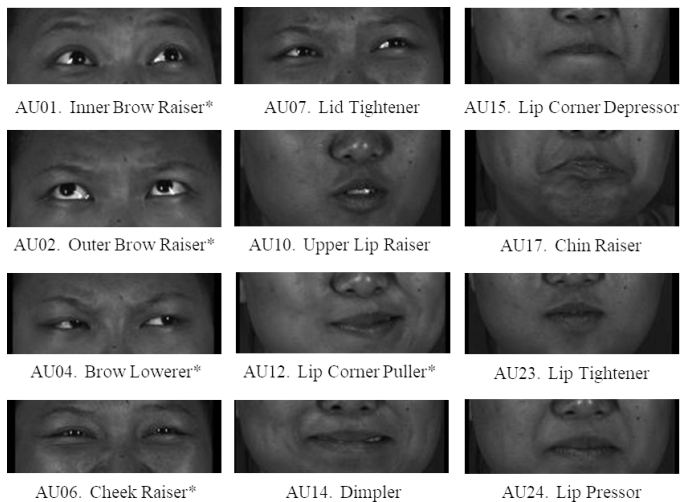 AU01. Inner Brow Raiser*
AU07. Lid Tightener
AU15. Lip Corner Depressor
AU02. Outer Brow Raiser*
AU10. Upper Lip Raiser
AU17. Chin Raiser
AU04. Brow Lowerer*
AU12. Lip Corner Puller*
AU23. Lip Tightener
AU06. Cheek Raiser*
AU14. Dimpler
AU24. Lip Pressor